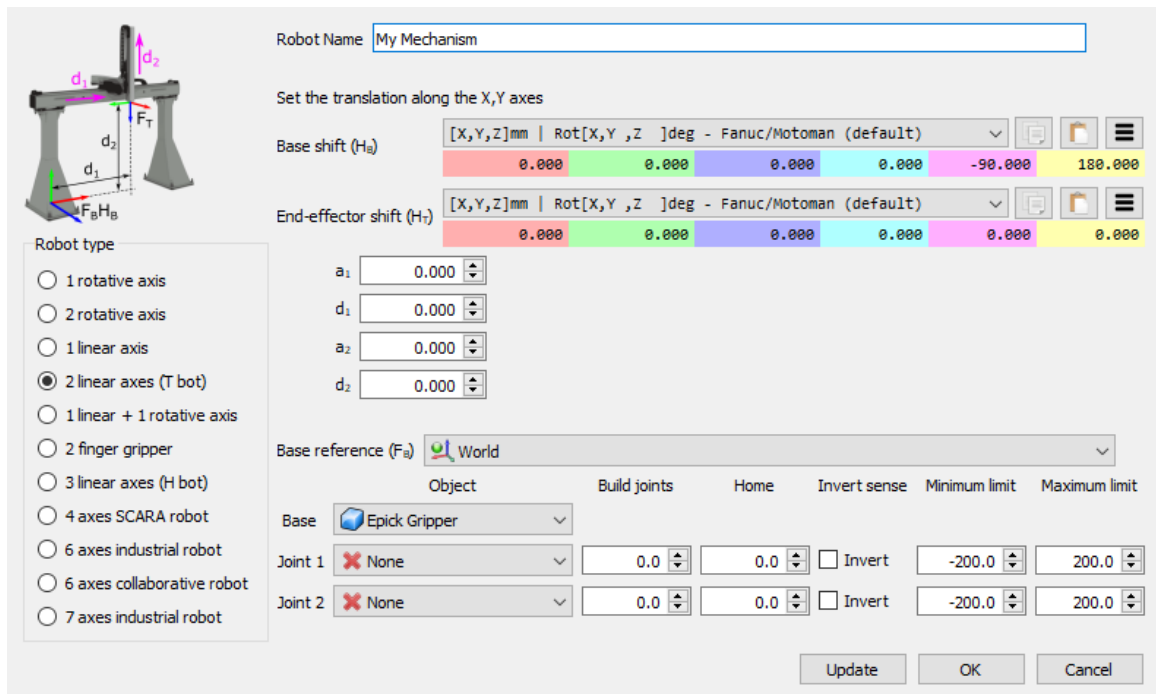 Robot Name My Mechanism
d₂
d₁
Fₜ
d₂
d₁
F_BH_B
Set the translation along the X,Y axes
Base shift (H_B) [X,Y,Z]mm | Rot[X,Y ,Z  ]deg - Fanuc/Motoman (default)
0.000 0.000 0.000 0.000 -90.000 180.000
End-effector shift (Hₜ) [X,Y,Z]mm | Rot[X,Y ,Z  ]deg - Fanuc/Motoman (default)
0.000 0.000 0.000 0.000 0.000 0.000
Robot type
1 rotative axis
2 rotative axis
1 linear axis
2 linear axes (T bot)
1 linear + 1 rotative axis
2 finger gripper
3 linear axes (H bot)
4 axes SCARA robot
6 axes industrial robot
6 axes collaborative robot
7 axes industrial robot
a₁ 0.000
d₁ 0.000
a₂ 0.000
d₂ 0.000
Base reference (F_B) World
Object Build joints Home Invert sense Minimum limit Maximum limit
Base Epick Gripper
Joint 1 None 0.0 0.0 Invert -200.0 200.0
Joint 2 None 0.0 0.0 Invert -200.0 200.0
Update OK Cancel